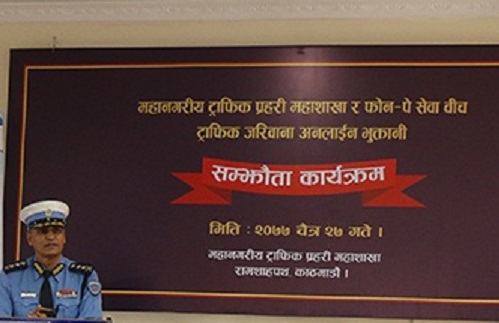 महानगरीय ट्राफिक प्रहरी महाशाखा र फोन-पे सेवा वीच
ट्राफिक जरिवाना अनलाईन भुक्तानी
सम्झौता कार्यक्रम
मिति : २०७७ चैत्र २७ गते ।
महानगरीय ट्राफिक प्रहरी महाशाखा
रामशाहपथ, काठमाडौं ।